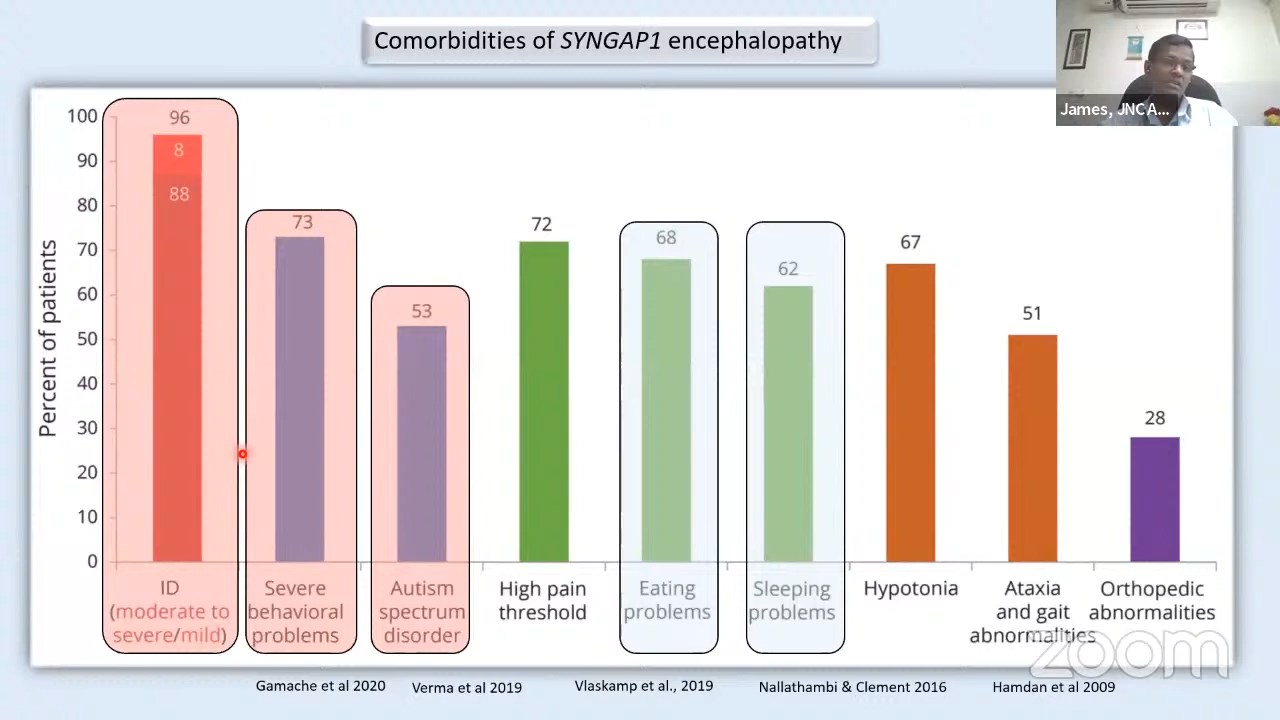 Comorbidities of SYNGAP1 encephalopathy
James, JNC A...
Percent of patients
100
90
80
70
60
50
40
30
20
10
0
96
8
88
73
53
72
68
62
67
51
28
ID
(moderate to
severe/mild)
Severe
behavioral
problems
Autism
spectrum
disorder
High pain
threshold
Eating
problems
Sleeping
problems
Hypotonia
Ataxia
and gait
abnormalities
Orthopedic
abnormalities
zoom
Gamache et al 2020
Verma et al 2019
Vlaskamp et al., 2019
Nallathambi & Clement 2016
Hamdan et al 2009